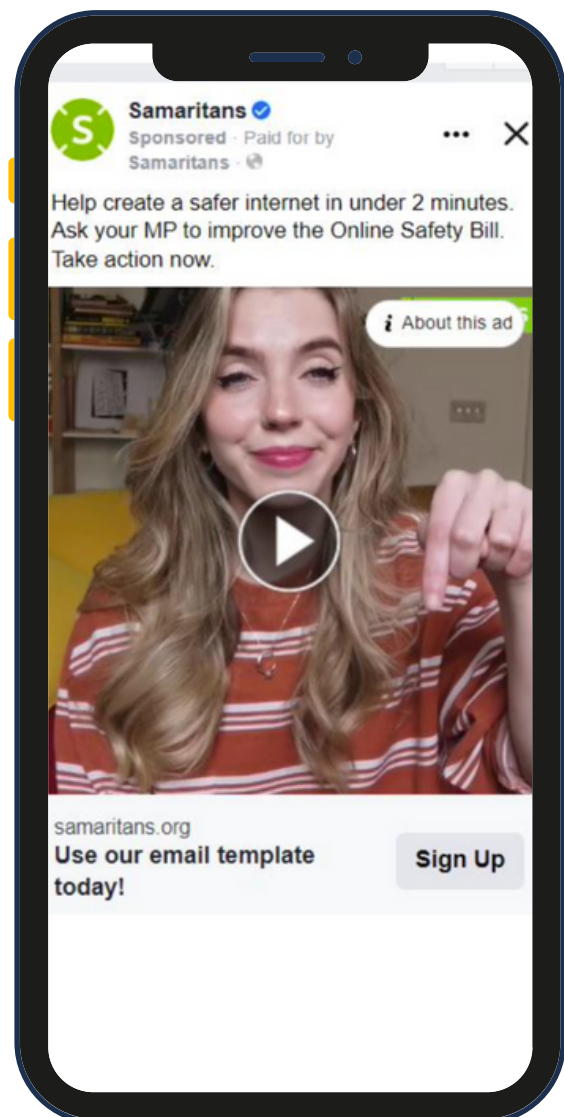 S
Samaritans
Sponsored · Paid for by
Samaritans ·
Help create a safer internet in under 2 minutes.
Ask your MP to improve the Online Safety Bill.
Take action now.
i About this ad
samaritans.org
Use our email template
today!
Sign Up